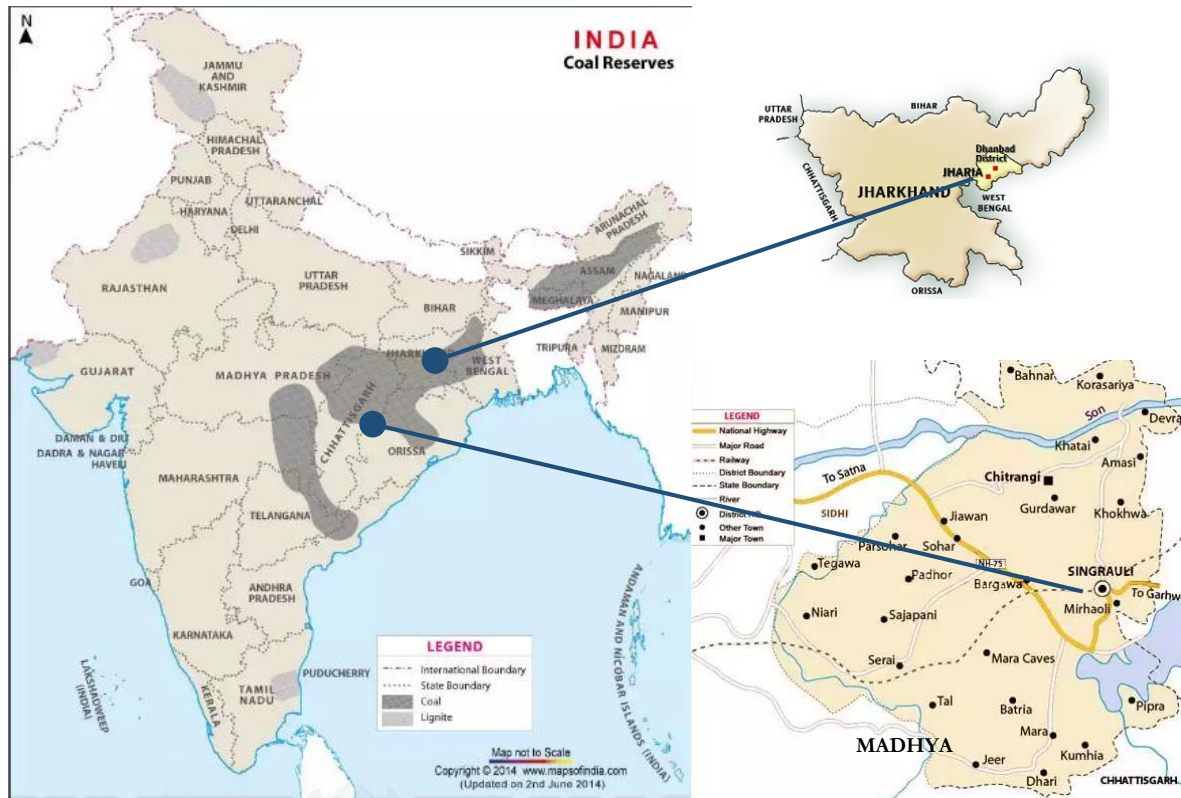 N
INDIA
Coal Reserves
JAMMU
AND
KASHMIR
HIMACHAL
PRADESH
PUNJAB
UTTARANCHAL
HARYANA
DELHI
RAJASTHAN
UTTAR
PRADESH
SIKKIM
ARUNACHAL
PRADESH
ASSAM
NAGALAND
MEGHALAYA
MANIPUR
BIHAR
TRIPURA
MIZORAM
JHARKHAND
WEST
BENGAL
GUJARAT
MADHYA PRADESH
CHHATTISGARH
DAMAN & DIU
DADRA & NAGAR
HAVELI
ORISSA
MAHARASHTRA
TELANGANA
GOA
ANDHRA
PRADESH
KARNATAKA
ANDAMAN AND NICOBAR ISLANDS (INDIA)
LAKSHADWEEP
(INDIA)
KERALA
TAMIL
NADU
PUDUCHERRY
LEGEND
International Boundary
State Boundary
Coal
Lignite
Map not to Scale
Copyright © 2014 www.mapsofindia.com
(Updated on 2nd June 2014)
UTTAR
PRADESH
BIHAR
Dhanbad
District
JHARIA
JHARKHAND
WEST
BENGAL
CHHATTISGARH
ORISSA
LEGEND
National Highway
Major Road
Railway
District Boundary
State Boundary
River
District
Other Town
Major Town
Bahnar
Korasariya
Son
Devra
Khatai
Amasi
To Satna
Chitrangi
SIDHI
Gurdawar
Khokhwa
Jiawan
Parsohar
Sohar
Tegawa
NH-75
SINGRAULI
Padhor
Bargawa
To Garhw
Mirhaoli
Niari
Sajapani
Serai
Mara Caves
Tal
Batria
Pipra
MADHYA
Mara
Kumhia
Jeer
Dhari
CHHATTISGARH